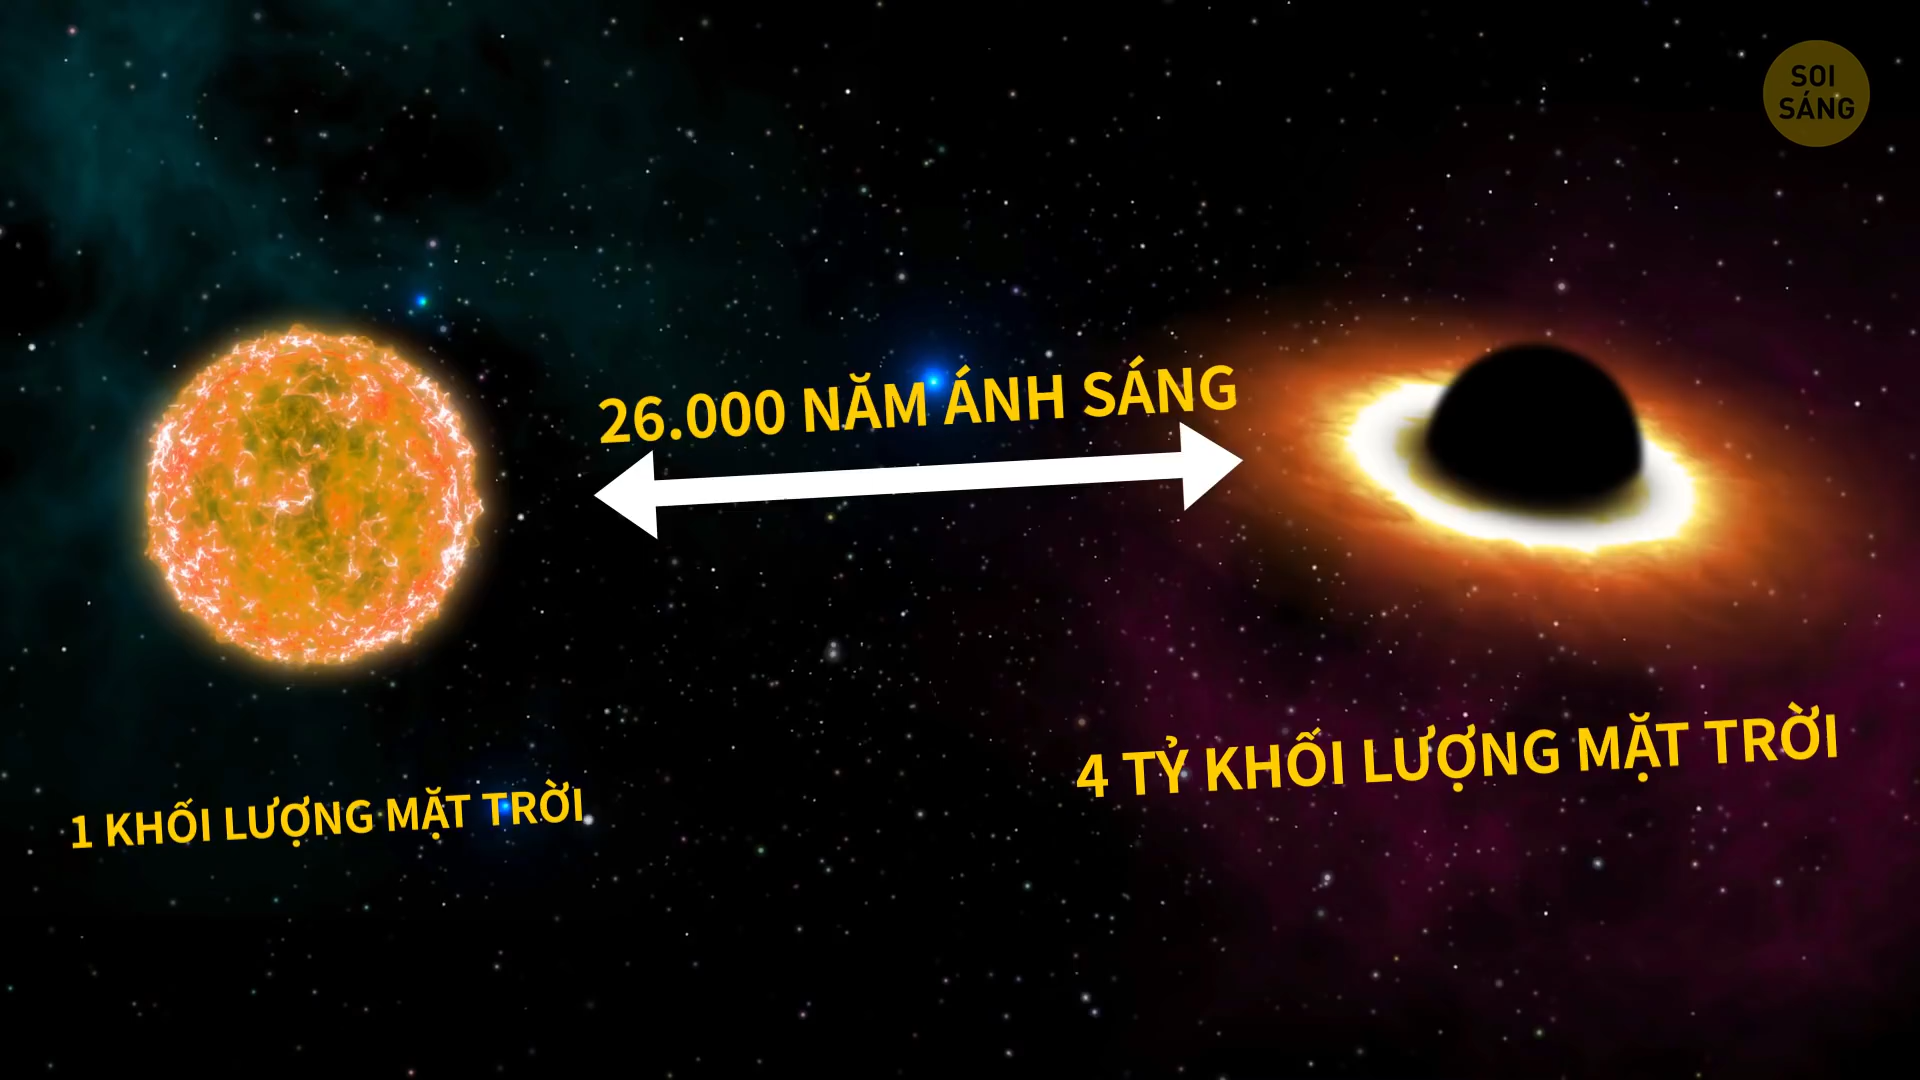 SOI
SÁNG
26.000 NĂM ÁNH SÁNG
4 TỶ KHỐI LƯỢNG MẶT TRỜI
1 KHỐI LƯỢNG MẶT TRỜI